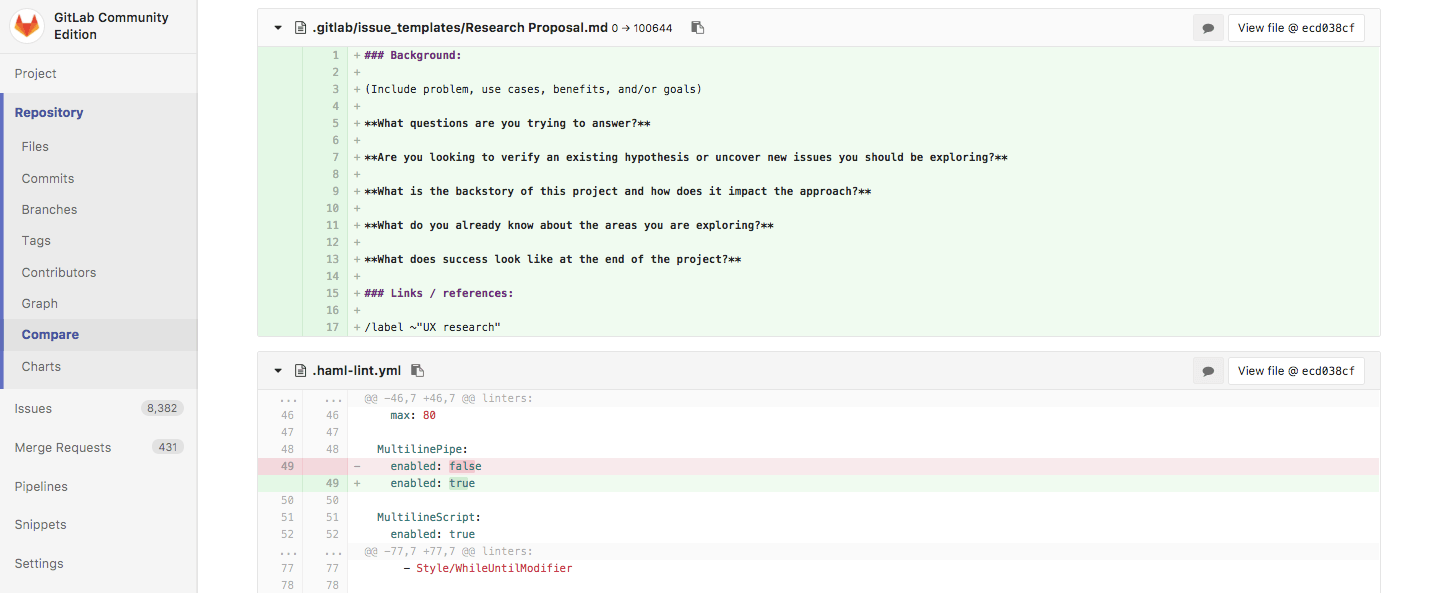 GitLab Community
Edition
Project
Repository
Files
Commits
Branches
Tags
Contributors
Graph
Compare
Charts
Issues 8,382
Merge Requests 431
Pipelines
Snippets
Settings
.gitlab/issue_templates/Research Proposal.md 0 → 100644 View file @ ecd038cf
1 + ### Background:
2 +
3 + (Include problem, use cases, benefits, and/or goals)
4 +
5 + **What questions are you trying to answer?**
6 +
7 + **Are you looking to verify an existing hypothesis or uncover new issues you should be exploring?**
8 +
9 + **What is the backstory of this project and how does it impact the approach?**
10 +
11 + **What do you already know about the areas you are exploring?**
12 +
13 + **What does success look like at the end of the project?**
14 +
15 + ### Links / references:
16 +
17 + /label ~"UX research"
.haml-lint.yml View file @ ecd038cf
... ... @@ -46,7 +46,7 @@ linters:
46 46 max: 80
47 47
48 48 MultilinePipe:
49 - enabled: false
49 + enabled: true
50 50
51 51 MultilineScript:
52 52 enabled: true
... ... @@ -77,7 +77,7 @@ linters:
77 77 - Style/WhileUntilModifier
78 78